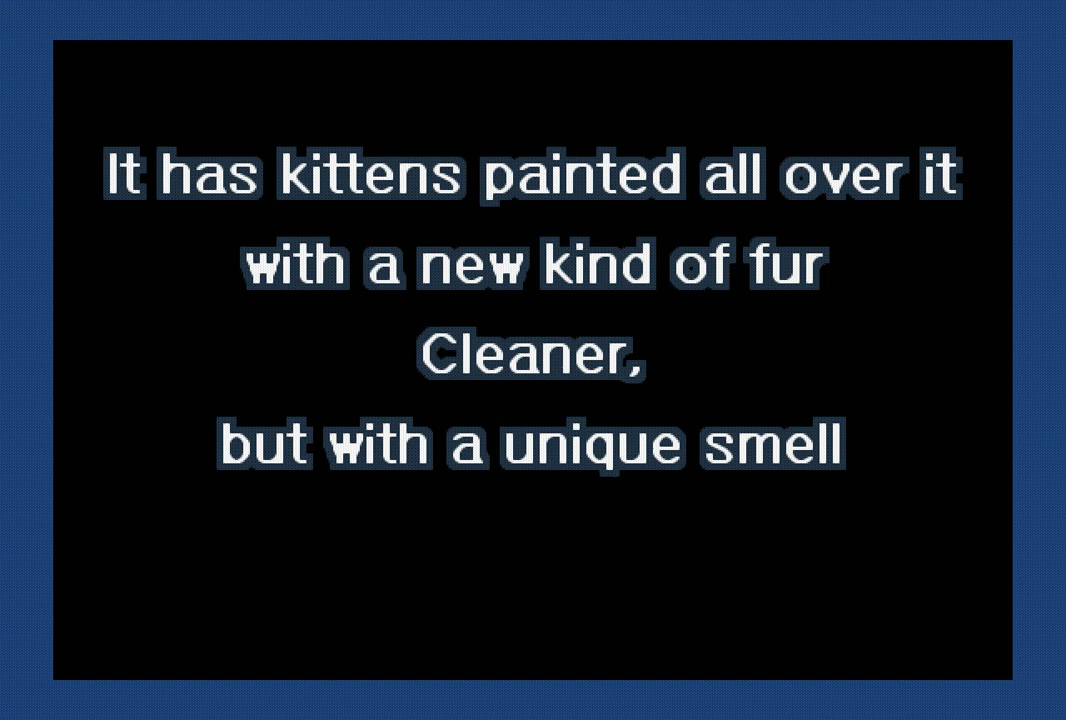 It has kittens painted all over it
with a new kind of fur
Cleaner,
but with a unique smell